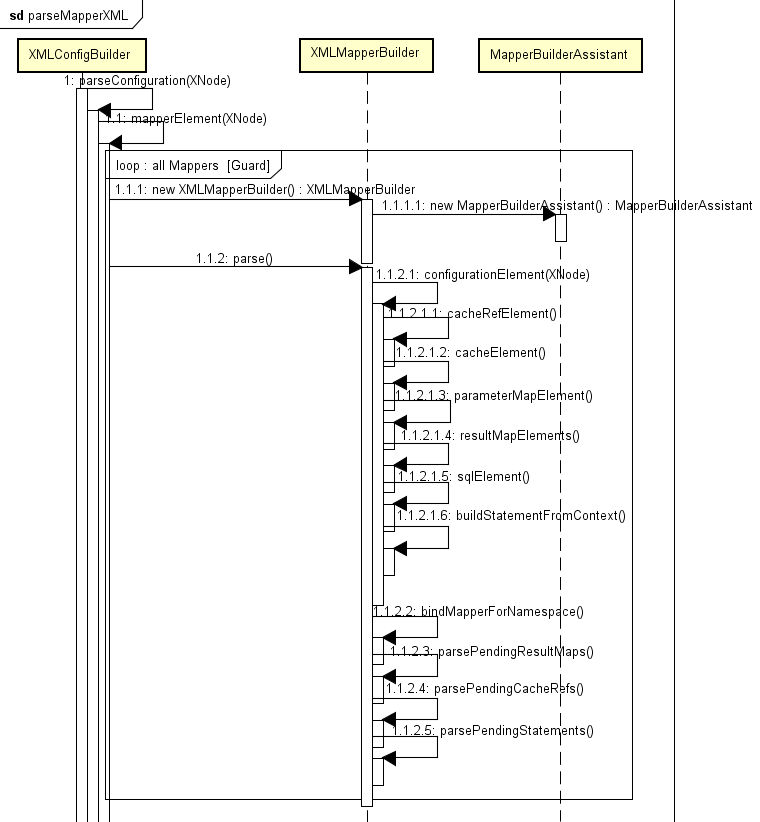 sd parseMapperXML
XMLConfigBuilder
XMLMapperBuilder
MapperBuilderAssistant
1: parseConfiguration(XNode)
1.1: mapperElement(XNode)
loop : all Mappers [Guard]
1.1.1: new XMLMapperBuilder() : XMLMapperBuilder
1.1.1.1: new MapperBuilderAssistant() : MapperBuilderAssistant
1.1.2: parse()
1.1.2.1: configurationElement(XNode)
1.1.2.1.1: cacheRefElement()
1.1.2.1.2: cacheElement()
1.1.2.1.3: parameterMapElement()
1.1.2.1.4: resultMapElements()
1.1.2.1.5: sqlElement()
1.1.2.1.6: buildStatementFromContext()
1.1.2.2: bindMapperForNamespace()
1.1.2.3: parsePendingResultMaps()
1.1.2.4: parsePendingCacheRefs()
1.1.2.5: parsePendingStatements()